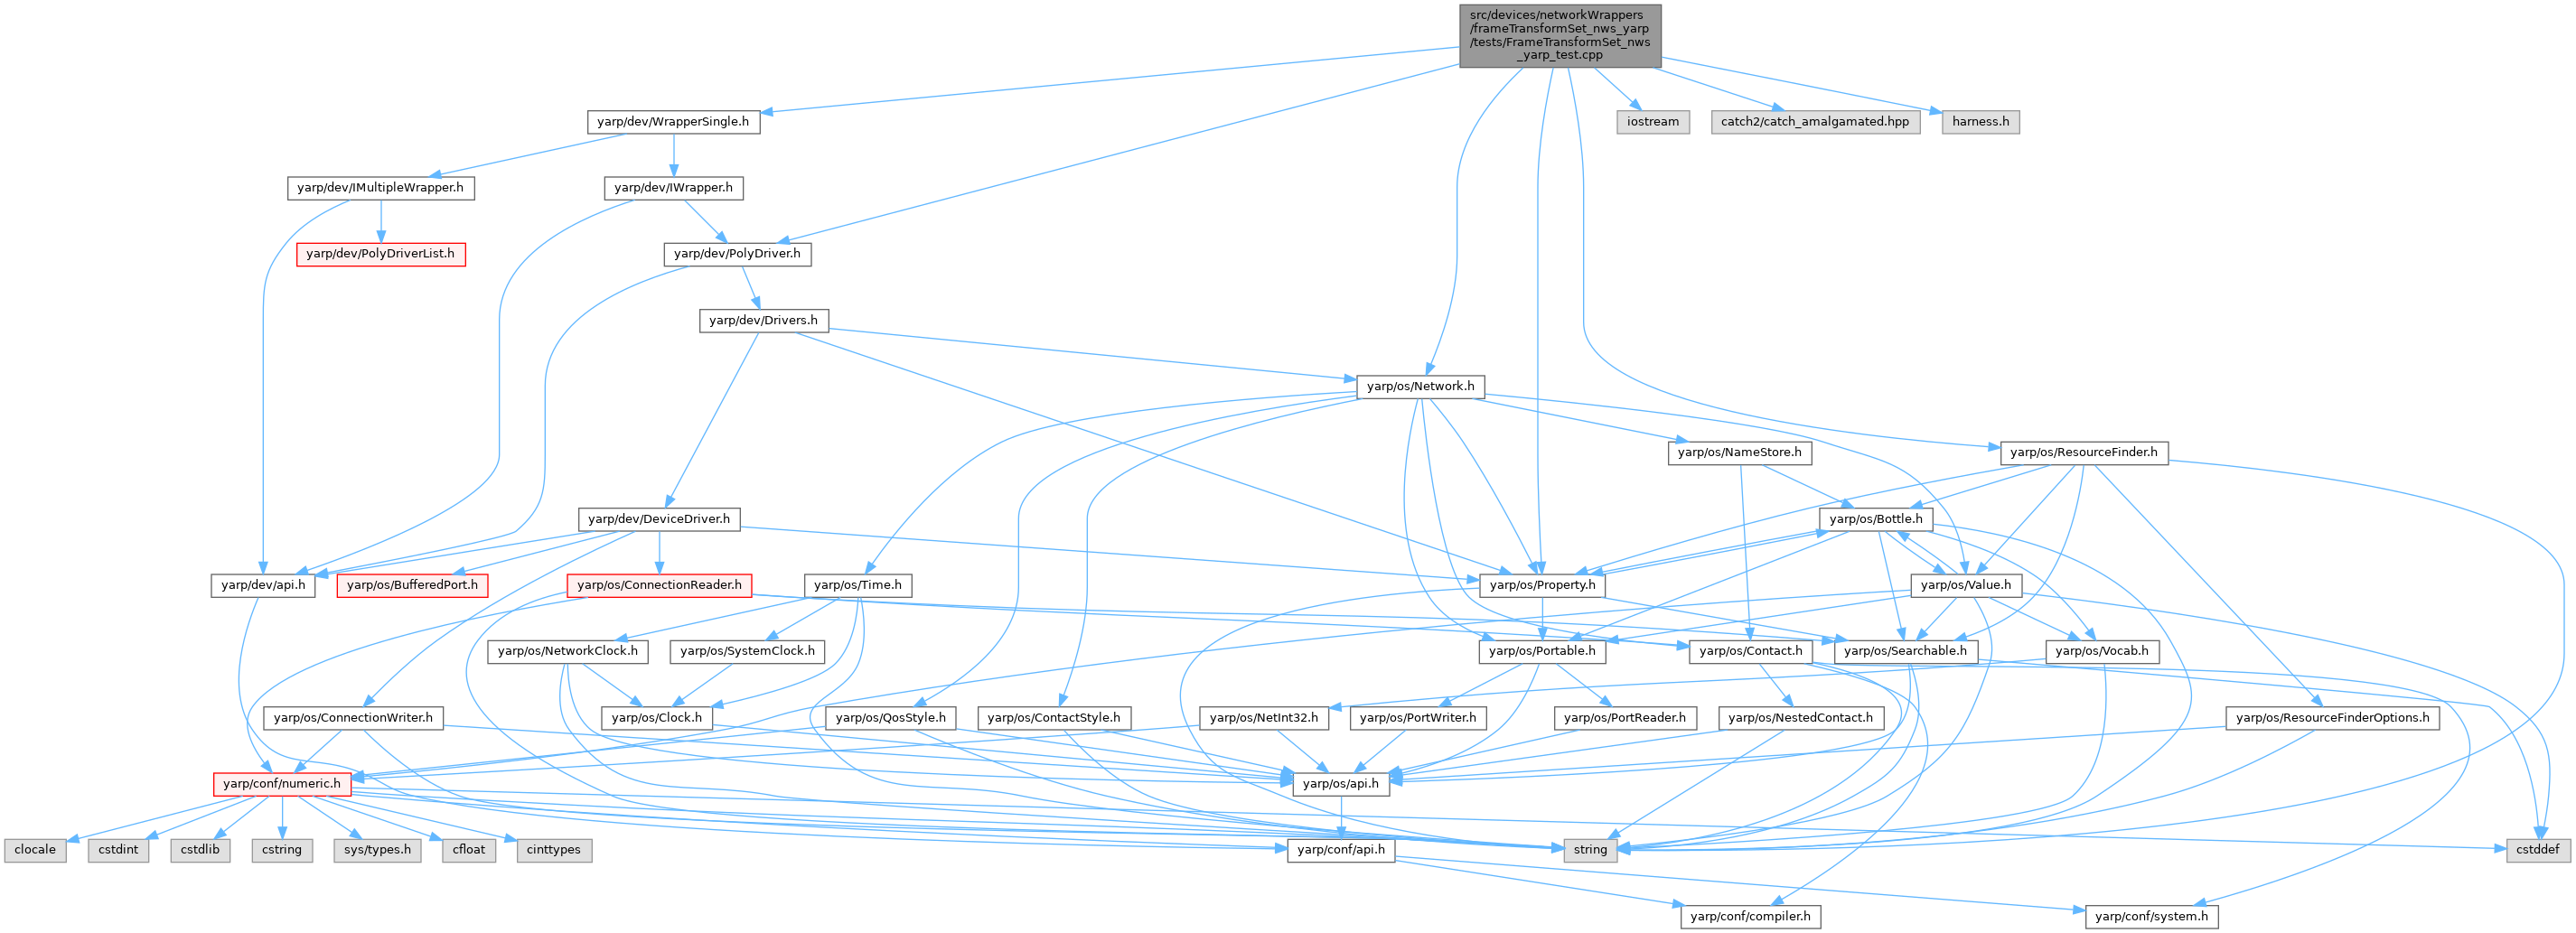 src/devices/networkWrappers
/frameTransformSet_nws_yarp
/tests/FrameTransformSet_nws
_yarp_test.cpp
yarp/dev/WrapperSingle.h
iostream
catch2/catch_amalgamated.hpp
harness.h
yarp/dev/IMultipleWrapper.h
yarp/dev/IWrapper.h
yarp/dev/PolyDriverList.h
yarp/dev/PolyDriver.h
yarp/dev/Drivers.h
yarp/os/Network.h
yarp/os/NameStore.h
yarp/os/ResourceFinder.h
yarp/dev/DeviceDriver.h
yarp/os/Bottle.h
yarp/dev/api.h
yarp/os/BufferedPort.h
yarp/os/ConnectionReader.h
yarp/os/Time.h
yarp/os/Property.h
yarp/os/Value.h
yarp/os/NetworkClock.h
yarp/os/SystemClock.h
yarp/os/Portable.h
yarp/os/Contact.h
yarp/os/Searchable.h
yarp/os/Vocab.h
yarp/os/ConnectionWriter.h
yarp/os/Clock.h
yarp/os/QosStyle.h
yarp/os/ContactStyle.h
yarp/os/NetInt32.h
yarp/os/PortWriter.h
yarp/os/PortReader.h
yarp/os/NestedContact.h
yarp/os/ResourceFinderOptions.h
yarp/conf/numeric.h
yarp/os/api.h
clocale
cstdint
cstdlib
cstring
sys/types.h
cfloat
cinttypes
yarp/conf/api.h
string
cstddef
yarp/conf/compiler.h
yarp/conf/system.h